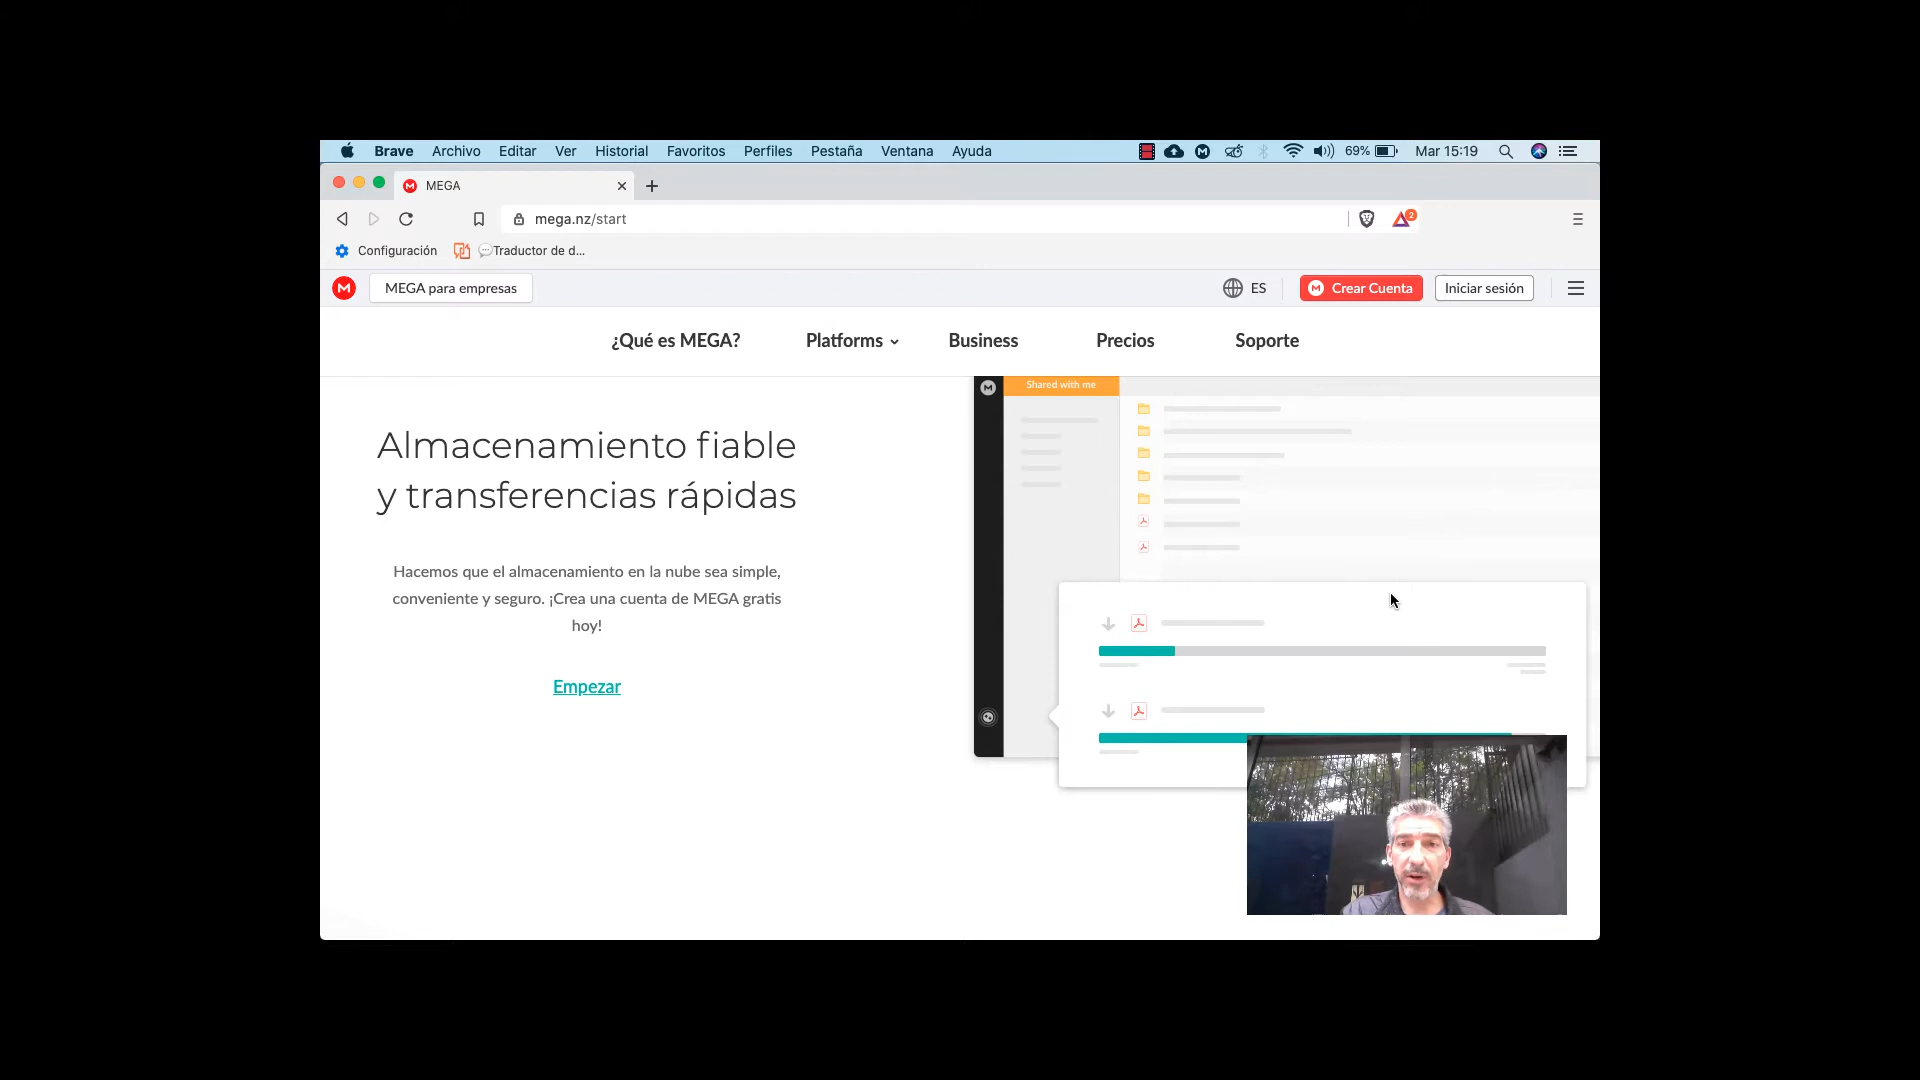 Brave Archivo Editar Ver Historial Favoritos Perfiles Pestaña Ventana Ayuda 69% Mar 15:19
MEGA
mega.nz/start 2
Configuración Traductor de d...
MEGA para empresas ES Crear Cuenta Iniciar sesión
¿Qué es MEGA? Platforms Business Precios Soporte
Shared with me
Almacenamiento fiable
y transferencias rápidas
Hacemos que el almacenamiento en la nube sea simple,
conveniente y seguro. ¡Crea una cuenta de MEGA gratis
hoy!
Empezar